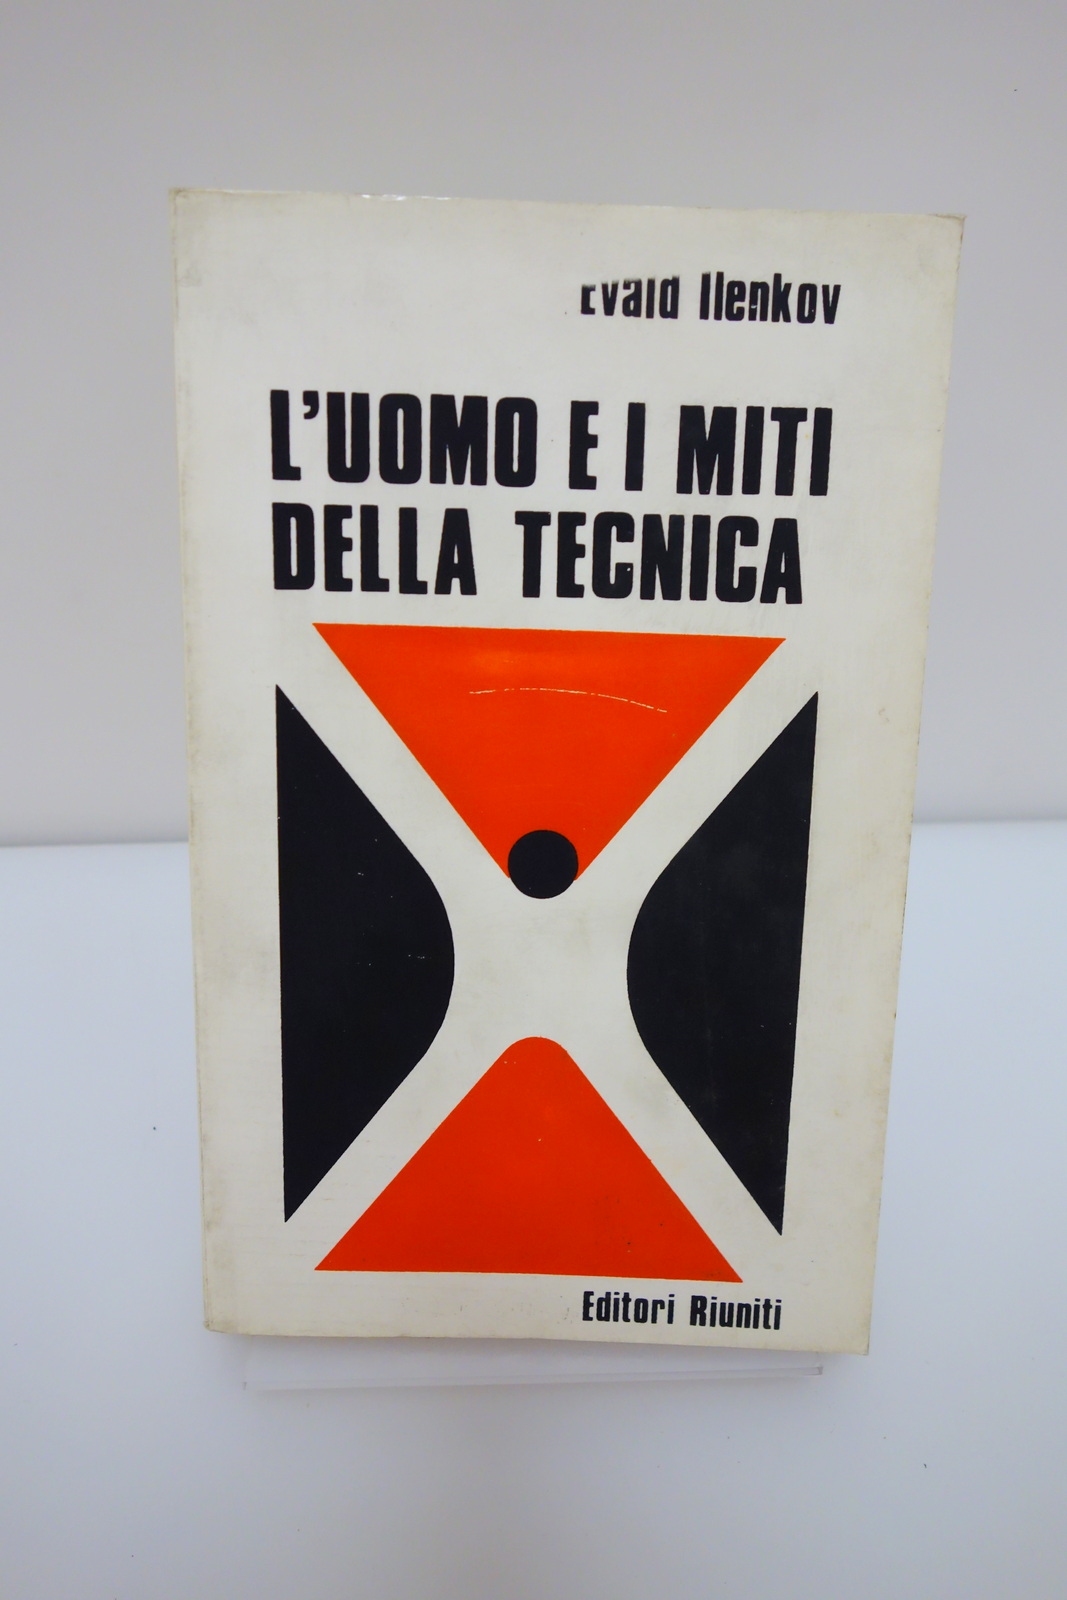 Evald Ilenkov
L'UOMO E I MITI
DELLA TECNICA
Editori Riuniti